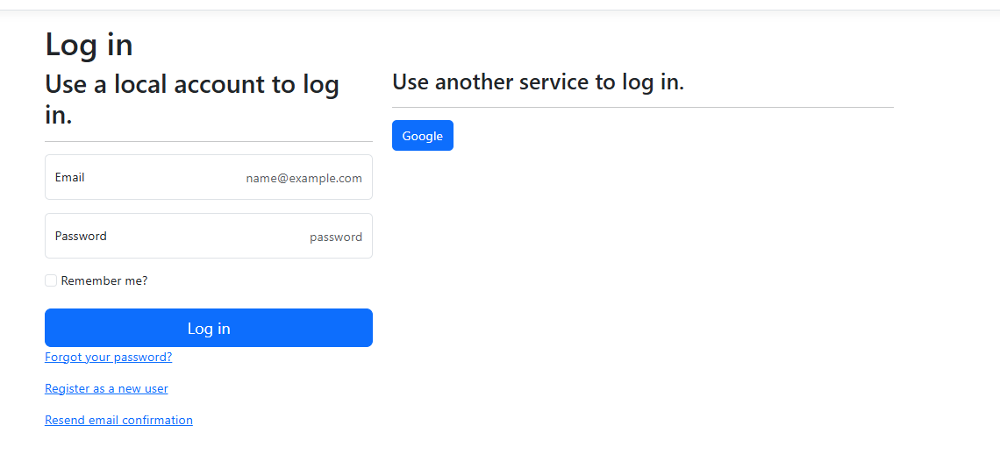 Log in
Use a local account to log
in.
Email
name@example.com
Password
password
Remember me?
Log in
Forgot your password?
Register as a new user
Resend email confirmation
Use another service to log in.
Google